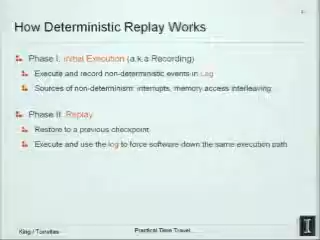 How Deterministic Replay Works
Phase I: Initial Execution (a.k.a Recording)
Execute and record non-deterministic events in Log
Sources of non-determinism: interrupts, memory access interleaving
Phase II: Replay
Restore to a previous checkpoint
Execute and use the log to force software down the same execution path
King / Torrellas
Practical Time Travel
I